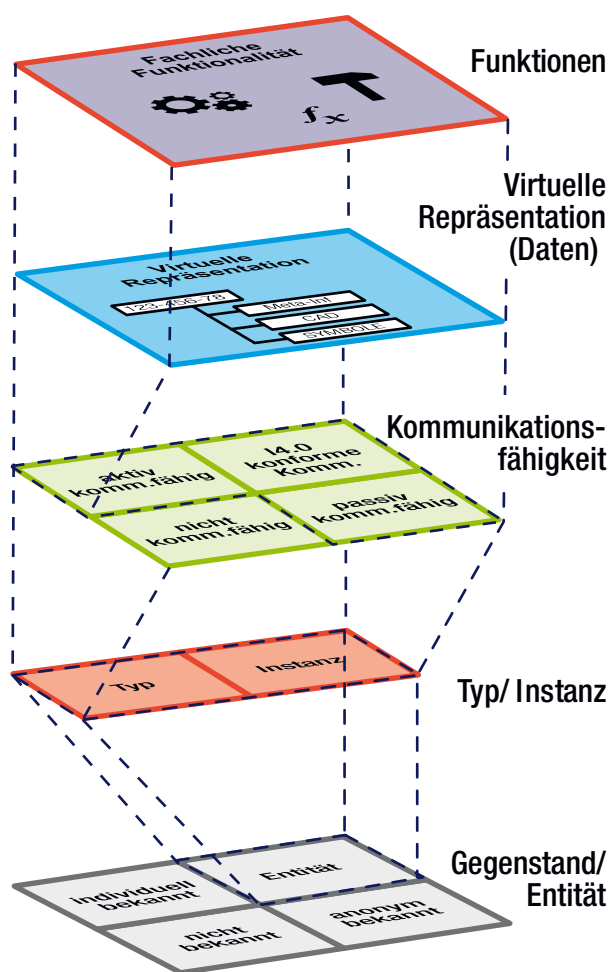 Fachliche
Funktionalität
fx
Funktionen
Virtuelle
Repräsentation
(Daten)
Virtuelle
Repräsentation
123-456-78
Meta-Inf
CAD
SYMBOLE
Kommunikations-
fähigkeit
aktiv
komm.fähig
I4.0
konforme
Komm.
nicht
komm.fähig
passiv
komm.fähig
Typ
Instanz
Typ/ Instanz
Gegenstand/
Entität
individuell
bekannt
Entität
nicht
bekannt
anonym
bekannt